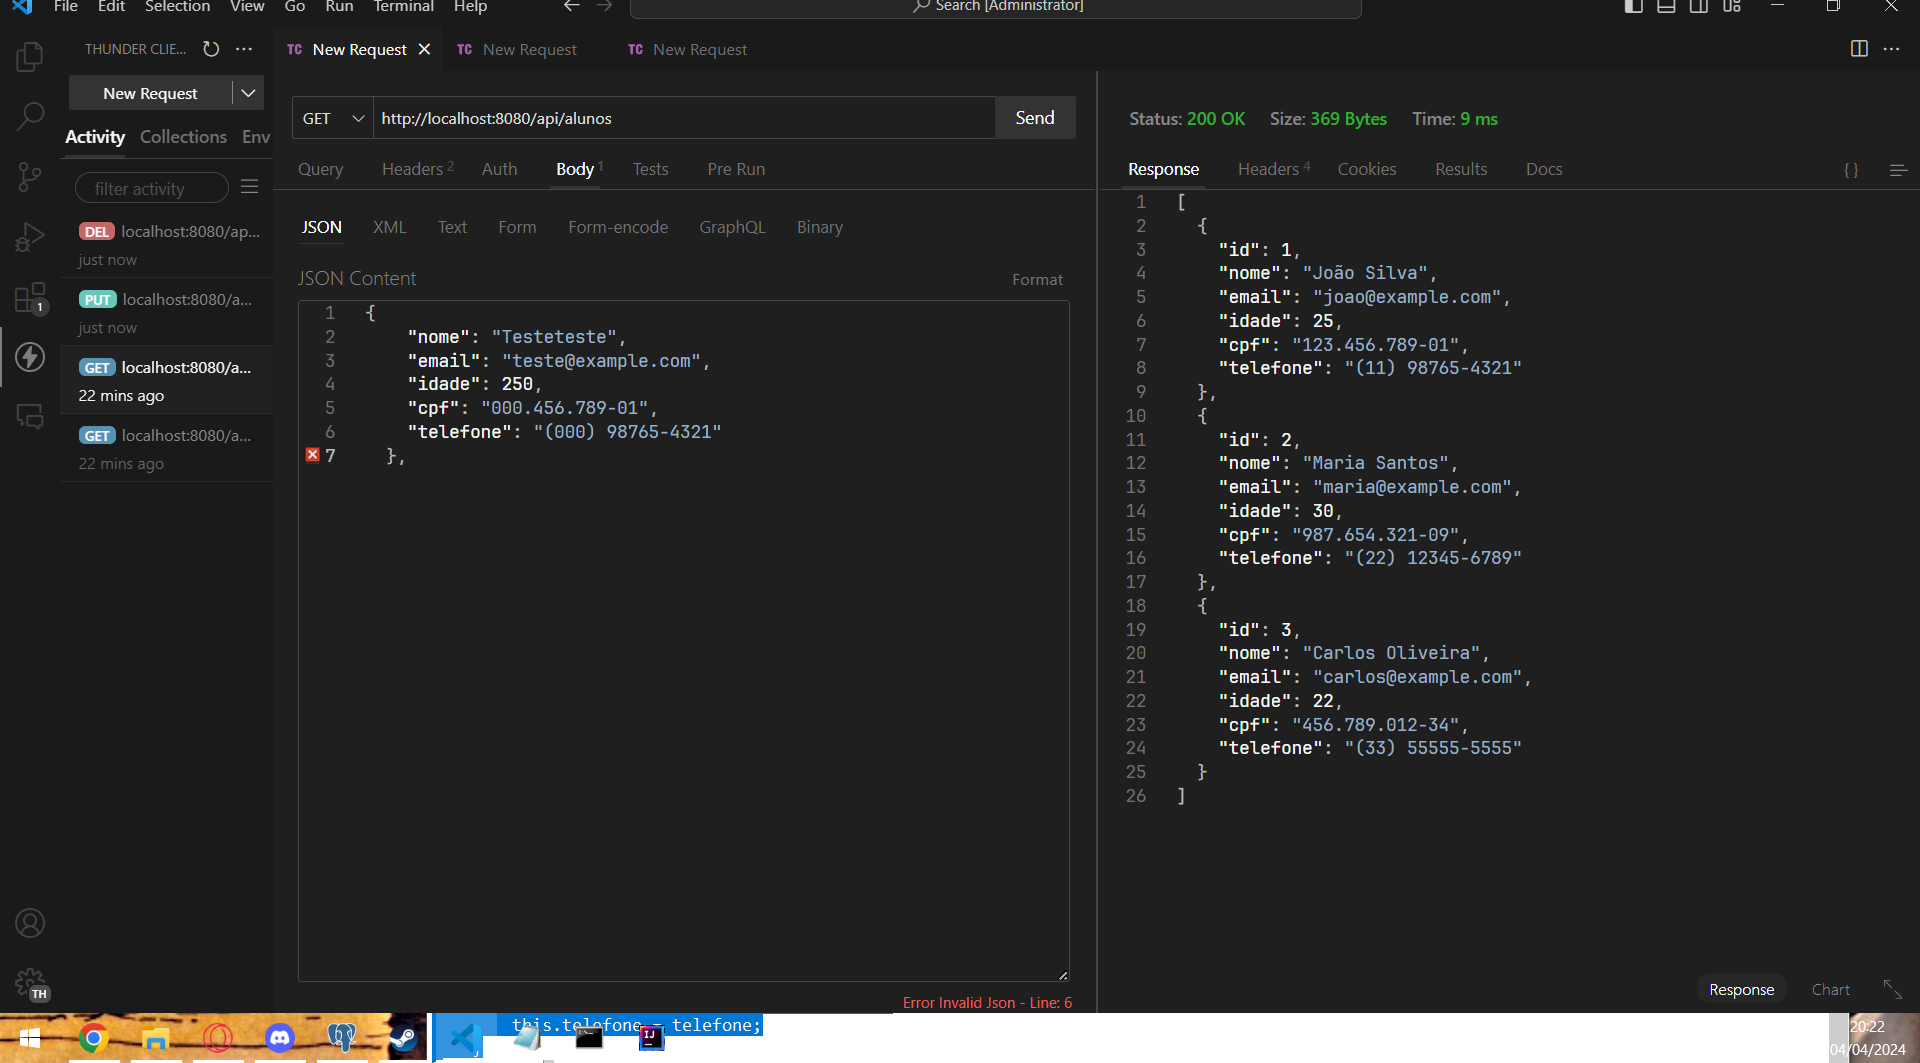 File Edit Selection View Go Run Terminal Help
Search [Administrator]
THUNDER CLIE...
New Request
New Request
New Request
New Request
Activity Collections Env
filter activity
DEL localhost:8080/ap...
just now
PUT localhost:8080/a...
just now
GET localhost:8080/a...
22 mins ago
GET localhost:8080/a...
22 mins ago
1
TH
TC
TC
TC
GET http://localhost:8080/api/alunos Send
Query Headers 2 Auth Body 1 Tests Pre Run
JSON XML Text Form Form-encode GraphQL Binary
JSON Content Format
1 {
2 "nome": "Testeteste",
3 "email": "teste@example.com",
4 "idade": 250,
5 "cpf": "000.456.789-01",
6 "telefone": "(000) 98765-4321"
7 },
Error Invalid Json - Line: 6
Status: 200 OK Size: 369 Bytes Time: 9 ms
Response Headers 4 Cookies Results Docs { }
1 [
2 {
3 "id": 1,
4 "nome": "João Silva",
5 "email": "joao@example.com",
6 "idade": 25,
7 "cpf": "123.456.789-01",
8 "telefone": "(11) 98765-4321"
9 },
10 {
11 "id": 2,
12 "nome": "Maria Santos",
13 "email": "maria@example.com",
14 "idade": 30,
15 "cpf": "987.654.321-09",
16 "telefone": "(22) 12345-6789"
17 },
18 {
19 "id": 3,
20 "nome": "Carlos Oliveira",
21 "email": "carlos@example.com",
22 "idade": 22,
23 "cpf": "456.789.012-34",
24 "telefone": "(33) 55555-5555"
25 }
26 ]
Response Chart
this.telefone = telefone;
IJ
20:22
04/04/2024